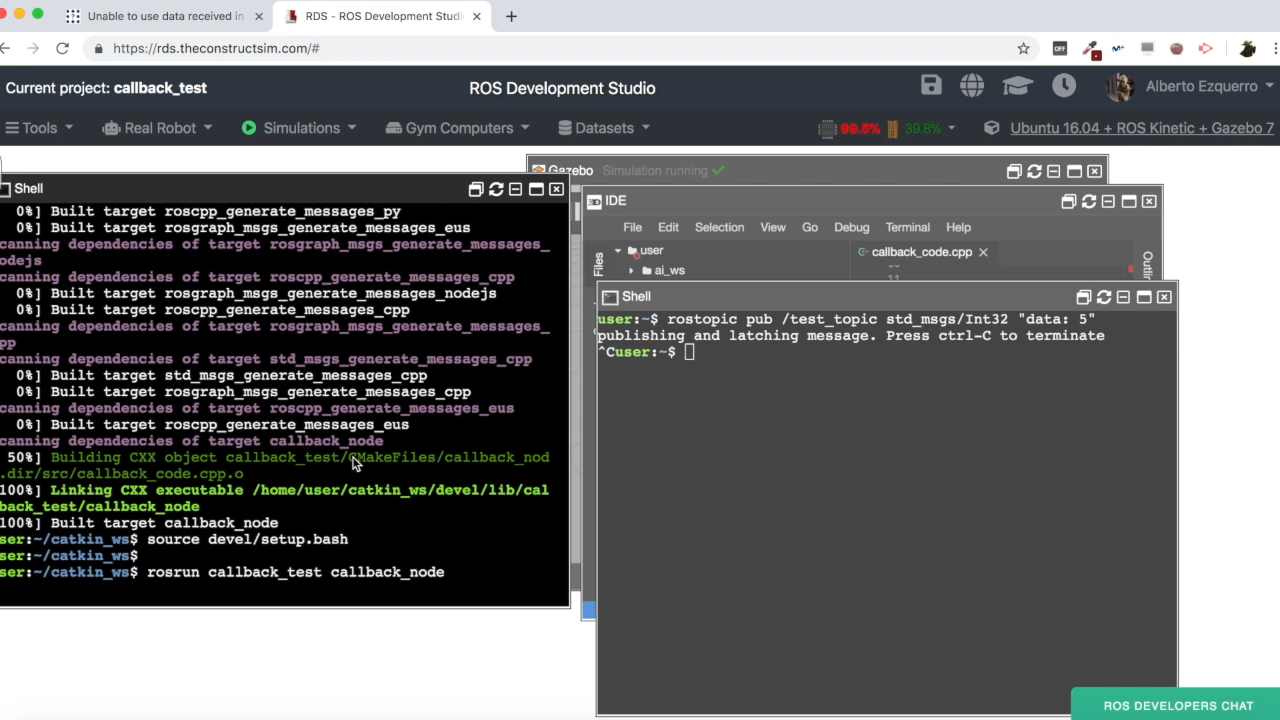 Unable to use data received in
RDS - ROS Development Studi
https://rds.theconstructsim.com/#
OFF
Current project: callback_test
ROS Development Studio
Alberto Ezquerro
Tools
Real Robot
Simulations
Gym Computers
Datasets
99.5%
39.8%
Ubuntu 16.04 + ROS Kinetic + Gazebo 7
Gazebo Simulation running
Shell
0%] Built target roscpp_generate_messages_py
0%] Built target rosgraph_msgs_generate_messages_eus
canning dependencies of target rosgraph_msgs_generate_messages_
odejs
canning dependencies of target roscpp_generate_messages_cpp
0%] Built target rosgraph_msgs_generate_messages_nodejs
0%] Built target roscpp_generate_messages_cpp
canning dependencies of target rosgraph_msgs_generate_messages_
pp
canning dependencies of target std_msgs_generate_messages_cpp
0%] Built target std_msgs_generate_messages_cpp
0%] Built target rosgraph_msgs_generate_messages_cpp
canning dependencies of target roscpp_generate_messages_eus
0%] Built target roscpp_generate_messages_eus
canning dependencies of target callback_node
50%] Building CXX object callback_test/CMakeFiles/callback_nod
.dir/src/callback_code.cpp.o
100%] Linking CXX executable /home/user/catkin_ws/devel/lib/cal
back_test/callback_node
100%] Built target callback_node
ser:~/catkin_ws$ source devel/setup.bash
ser:~/catkin_ws$
ser:~/catkin_ws$ rosrun callback_test callback_node
IDE
File Edit Selection View Go Debug Terminal Help
Files
user
ai_ws
callback_code.cpp
11
Outli
Shell
user:~$ rostopic pub /test_topic std_msgs/Int32 "data: 5"
publishing and latching message. Press ctrl-C to terminate
^Cuser:~$
ROS DEVELOPERS CHAT